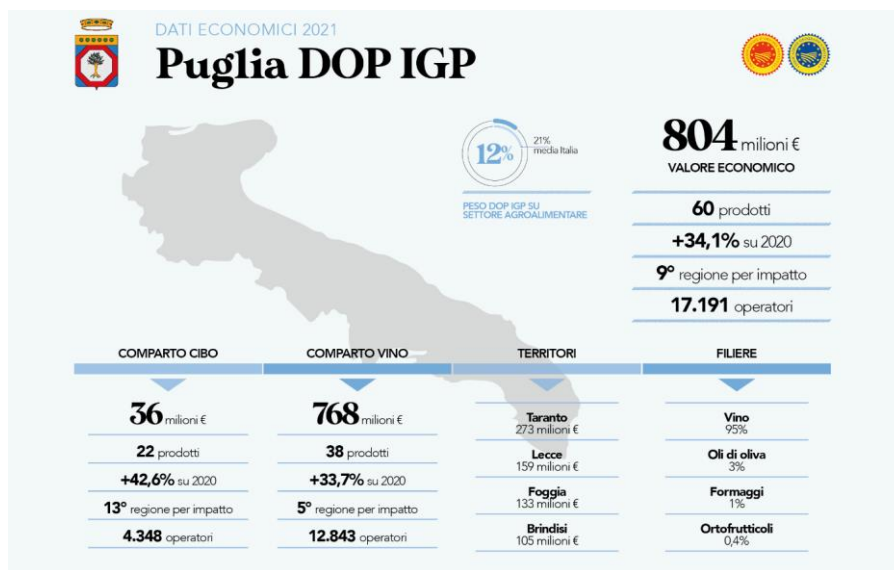 DATI ECONOMICI 2021
Puglia DOP IGP
12%
21%
media Italia
PESO DOP IGP SU
SETTORE AGROALIMENTARE
804 milioni €
VALORE ECONOMICO
60 prodotti
+34,1% su 2020
9° regione per impatto
17.191 operatori
COMPARTO CIBO
36 milioni €
22 prodotti
+42,6% su 2020
13° regione per impatto
4.348 operatori
COMPARTO VINO
768 milioni €
38 prodotti
+33,7% su 2020
5° regione per impatto
12.843 operatori
TERRITORI
Taranto
273 milioni €
Lecce
159 milioni €
Foggia
133 milioni €
Brindisi
105 milioni €
FILIERE
Vino
95%
Oli di oliva
3%
Formaggi
1%
Ortofrutticoli
0,4%